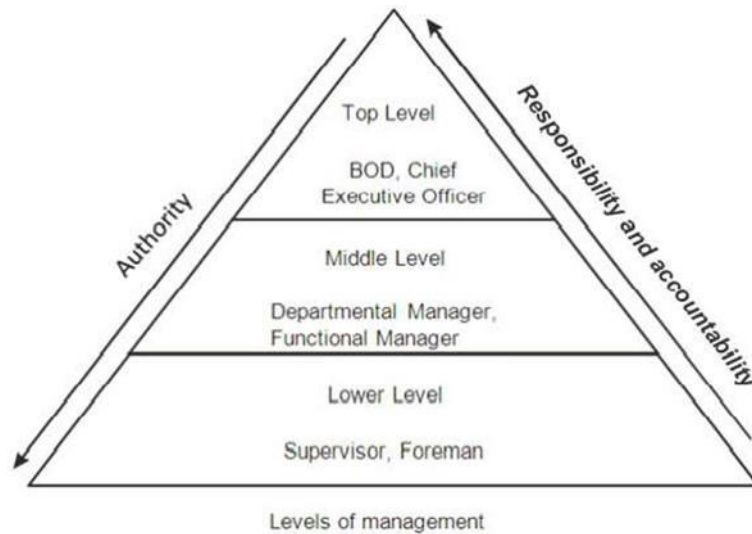 Top Level
BOD, Chief
Executive Officer
Authority
Responsibility and accountability
Middle Level
Departmental Manager,
Functional Manager
Lower Level
Supervisor, Foreman
Levels of management